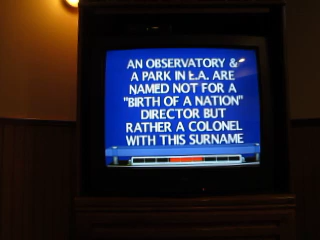 AN OBSERVATORY &
A PARK IN L.A. ARE
NAMED NOT FOR A
"BIRTH OF A NATION"
DIRECTOR BUT
RATHER A COLONEL
WITH THIS SURNAME